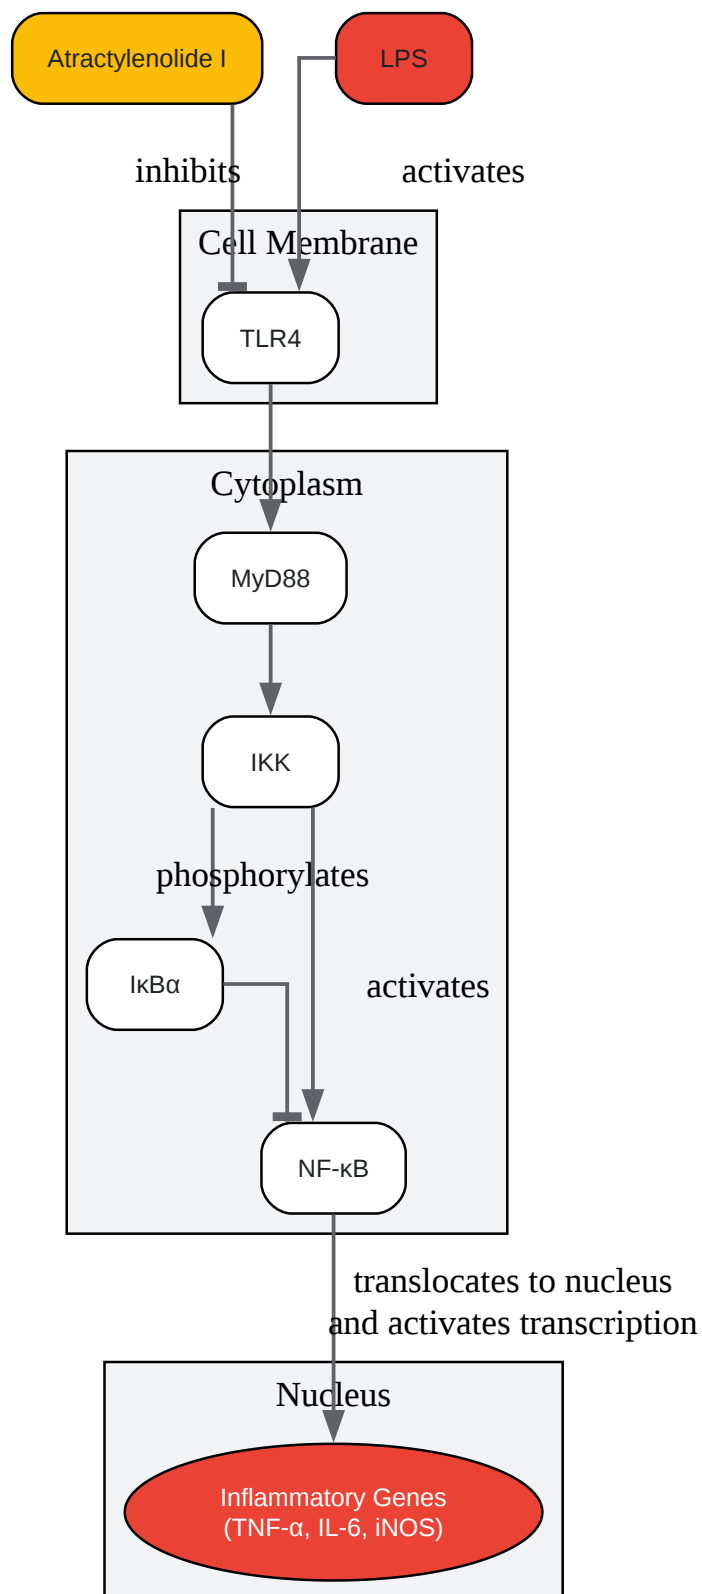 Atractylenolide I
LPS
inhibits
activates
Cell Membrane
TLR4
Cytoplasm
MyD88
IKK
phosphorylates
IκBα
activates
NF-κB
translocates to nucleus
and activates transcription
Nucleus
Inflammatory Genes
(TNF-α, IL-6, iNOS)